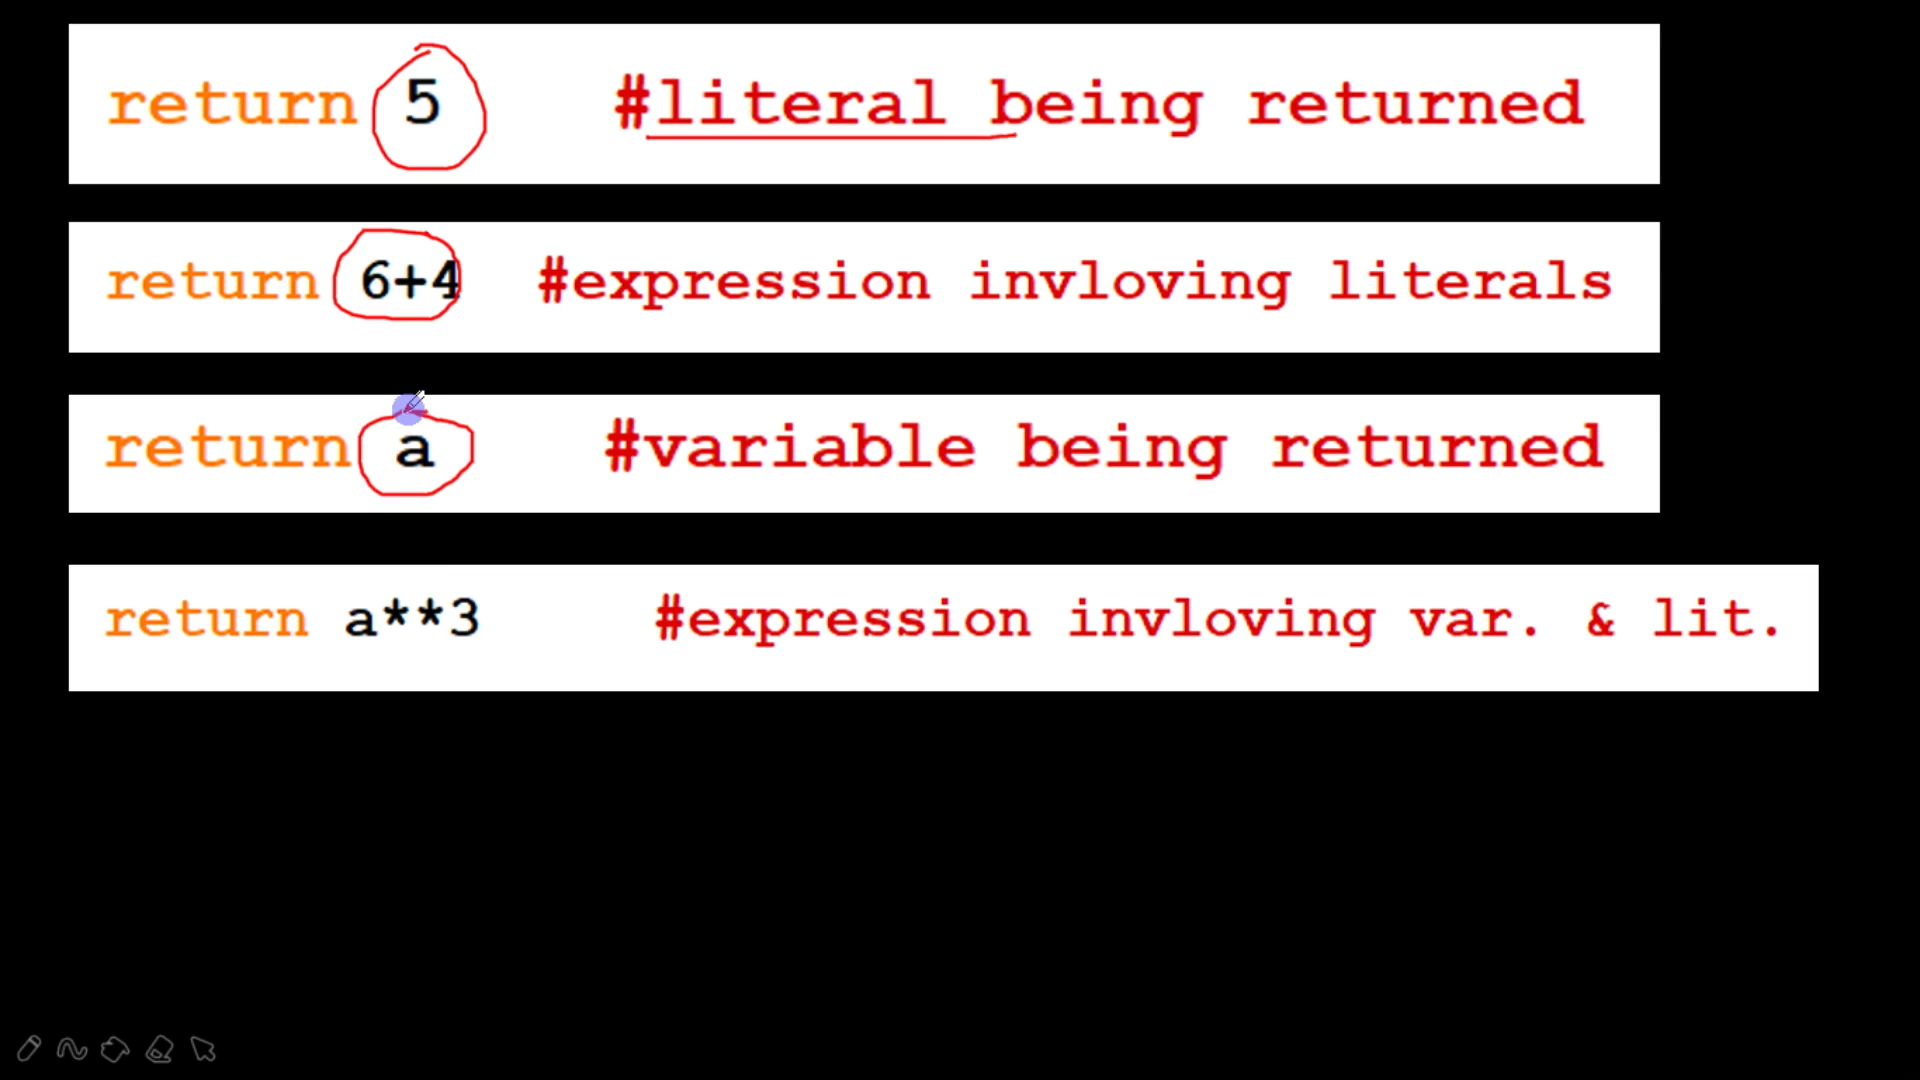 return 5 #literal being returned
return 6+4 #expression invloving literals
return a #variable being returned
return a**3 #expression invloving var. & lit.